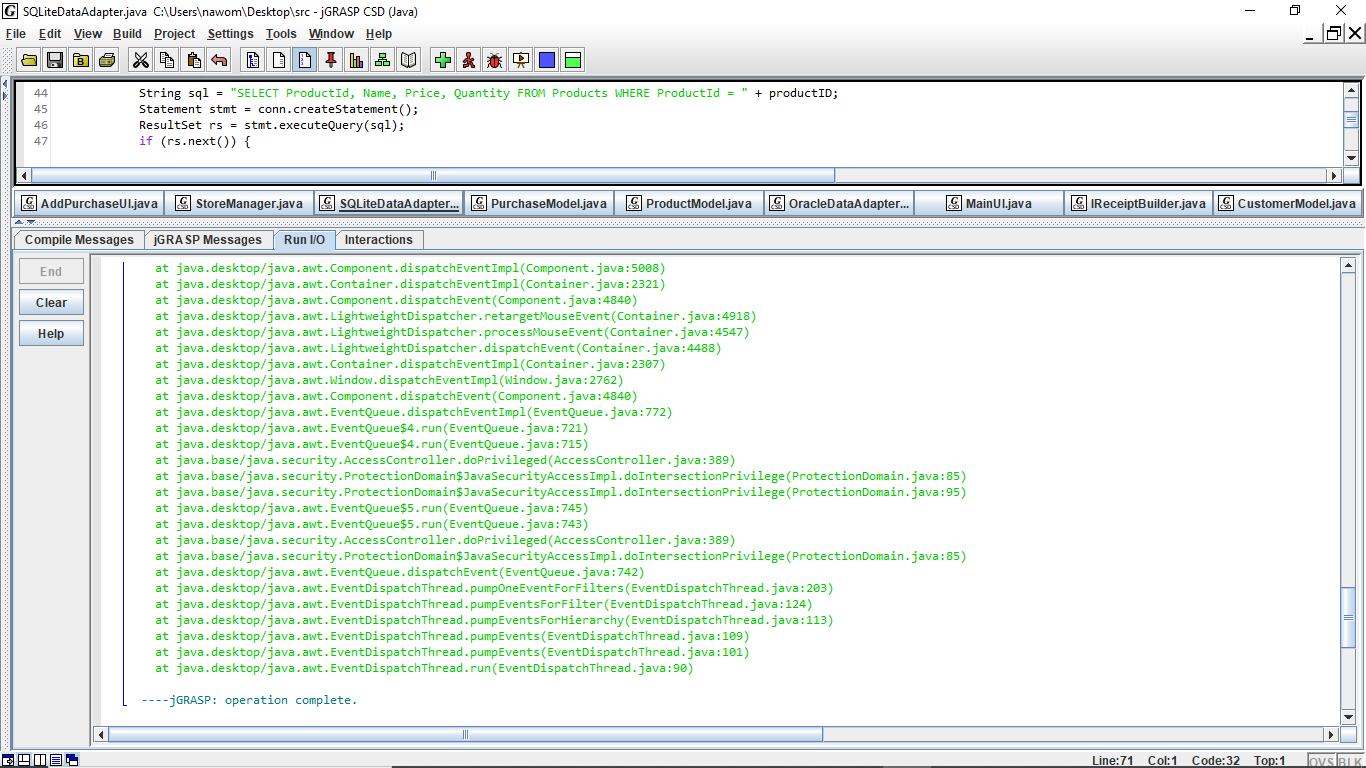 SQLiteDataAdapter.java C:\Users\nawom\Desktop\src - jGRASP CSD (Java)
File Edit View Build Project Settings Tools Window Help
44 String sql = "SELECT ProductId, Name, Price, Quantity FROM Products WHERE ProductId = " + productID;
45 Statement stmt = conn.createStatement();
46 ResultSet rs = stmt.executeQuery(sql);
47 if (rs.next()) {
AddPurchaseUI.java StoreManager.java SQLiteDataAdapter... PurchaseModel.java ProductModel.java OracleDataAdapter... MainUI.java IReceiptBuilder.java CustomerModel.java
Compile Messages jGRASP Messages Run I/O Interactions
End
Clear
Help
at java.desktop/java.awt.Component.dispatchEventImpl(Component.java:5008)
at java.desktop/java.awt.Container.dispatchEventImpl(Container.java:2321)
at java.desktop/java.awt.Component.dispatchEvent(Component.java:4840)
at java.desktop/java.awt.LightweightDispatcher.retargetMouseEvent(Container.java:4918)
at java.desktop/java.awt.LightweightDispatcher.processMouseEvent(Container.java:4547)
at java.desktop/java.awt.LightweightDispatcher.dispatchEvent(Container.java:4488)
at java.desktop/java.awt.Container.dispatchEventImpl(Container.java:2307)
at java.desktop/java.awt.Window.dispatchEventImpl(Window.java:2762)
at java.desktop/java.awt.Component.dispatchEvent(Component.java:4840)
at java.desktop/java.awt.EventQueue.dispatchEventImpl(EventQueue.java:772)
at java.desktop/java.awt.EventQueue$4.run(EventQueue.java:721)
at java.desktop/java.awt.EventQueue$4.run(EventQueue.java:715)
at java.base/java.security.AccessController.doPrivileged(AccessController.java:389)
at java.base/java.security.ProtectionDomain$JavaSecurityAccessImpl.doIntersectionPrivilege(ProtectionDomain.java:85)
at java.base/java.security.ProtectionDomain$JavaSecurityAccessImpl.doIntersectionPrivilege(ProtectionDomain.java:95)
at java.desktop/java.awt.EventQueue$5.run(EventQueue.java:745)
at java.desktop/java.awt.EventQueue$5.run(EventQueue.java:743)
at java.base/java.security.AccessController.doPrivileged(AccessController.java:389)
at java.base/java.security.ProtectionDomain$JavaSecurityAccessImpl.doIntersectionPrivilege(ProtectionDomain.java:85)
at java.desktop/java.awt.EventQueue.dispatchEvent(EventQueue.java:742)
at java.desktop/java.awt.EventDispatchThread.pumpOneEventForFilters(EventDispatchThread.java:203)
at java.desktop/java.awt.EventDispatchThread.pumpEventsForFilter(EventDispatchThread.java:124)
at java.desktop/java.awt.EventDispatchThread.pumpEventsForHierarchy(EventDispatchThread.java:113)
at java.desktop/java.awt.EventDispatchThread.pumpEvents(EventDispatchThread.java:109)
at java.desktop/java.awt.EventDispatchThread.pumpEvents(EventDispatchThread.java:101)
at java.desktop/java.awt.EventDispatchThread.run(EventDispatchThread.java:90)
----jGRASP: operation complete.
Line:71 Col:1 Code:32 Top:1 OVS BLK